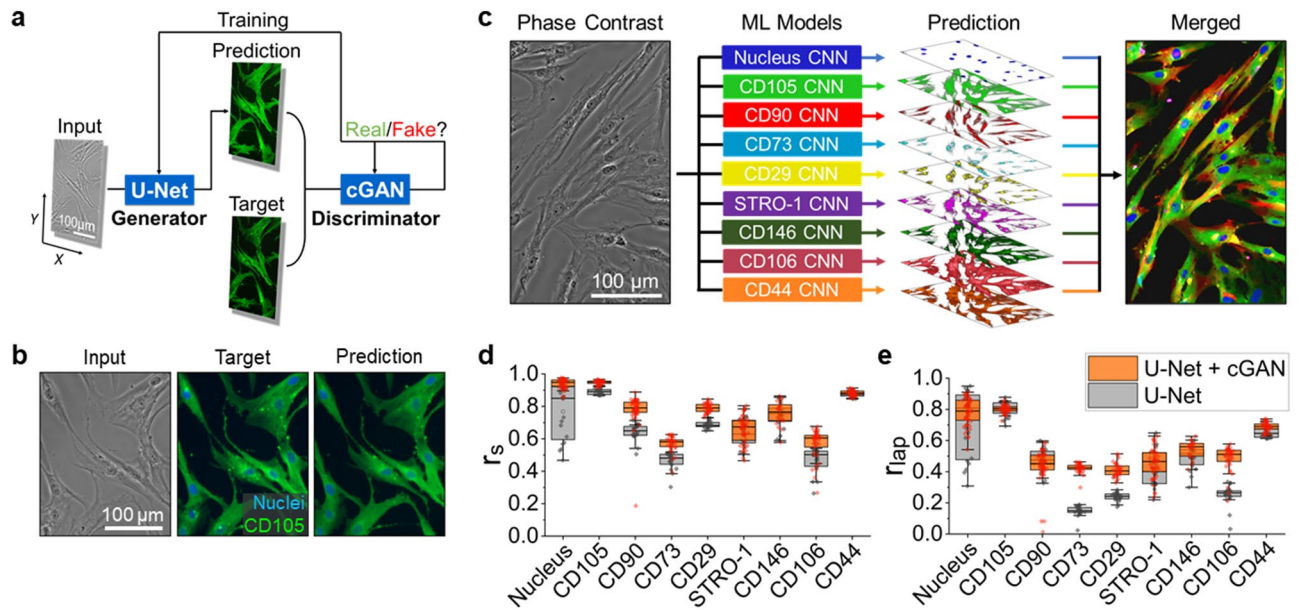 a
Training
Prediction
Input
Real/Fake?
U-Net
cGAN
Generator
Discriminator
Target
Y
100 µm
X
b
Input
Target
Prediction
100 µm
Nuclei
CD105
c
Phase Contrast
ML Models
Prediction
Merged
Nucleus CNN
CD105 CNN
CD90 CNN
CD73 CNN
CD29 CNN
STRO-1 CNN
CD146 CNN
CD106 CNN
CD44 CNN
100 µm
d
rs
1.0
0.8
0.6
0.4
0.2
0.0
Nucleus
CD105
CD90
CD73
CD29
STRO-1
CD146
CD106
CD44
e
U-Net + cGAN
U-Net
rlap
1.0
0.8
0.6
0.4
0.2
0.0
Nucleus
CD105
CD90
CD73
CD29
STRO-1
CD146
CD106
CD44